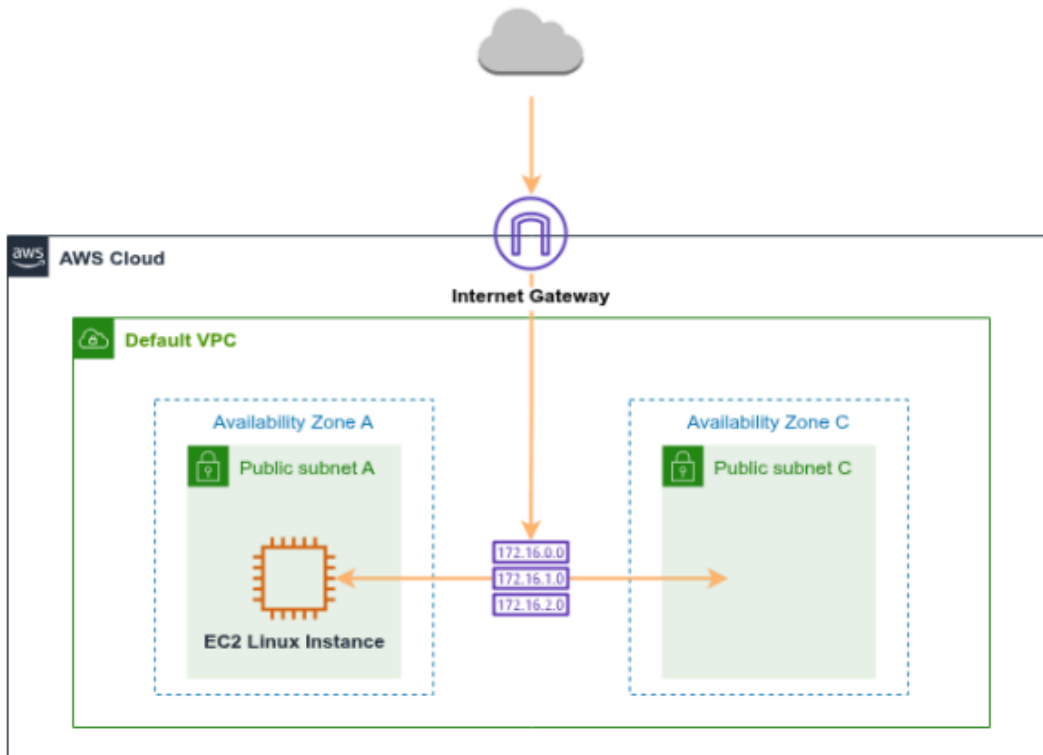 aws
AWS Cloud
Internet Gateway
Default VPC
Availability Zone A
Availability Zone C
Public subnet A
Public subnet C
172.16.0.0
172.16.1.0
172.16.2.0
EC2 Linux Instance